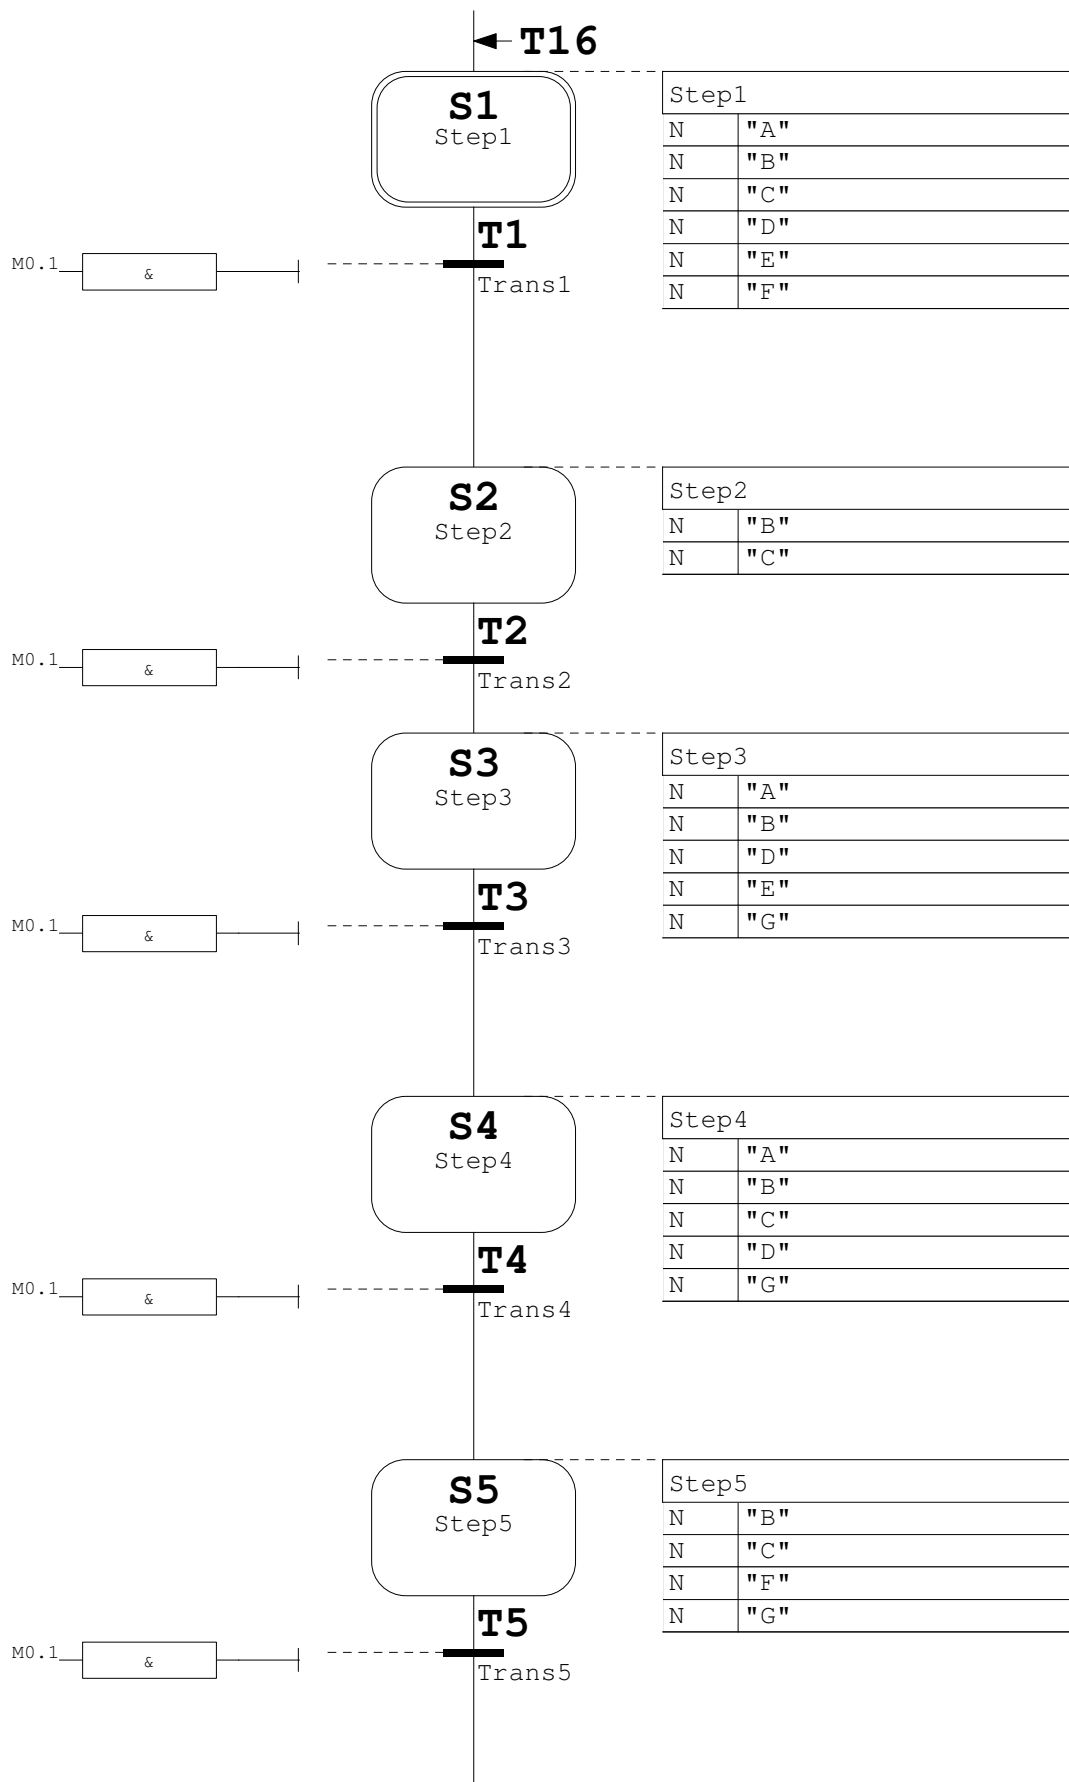 T16
S1
Step1
Step1
N "A"
N "B"
N "C"
N "D"
N "E"
N "F"
T1
M0.1
&
Trans1
S2
Step2
Step2
N "B"
N "C"
T2
M0.1
&
Trans2
S3
Step3
Step3
N "A"
N "B"
N "D"
N "E"
N "G"
T3
M0.1
&
Trans3
S4
Step4
Step4
N "A"
N "B"
N "C"
N "D"
N "G"
T4
M0.1
&
Trans4
S5
Step5
Step5
N "B"
N "C"
N "F"
N "G"
T5
M0.1
&
Trans5